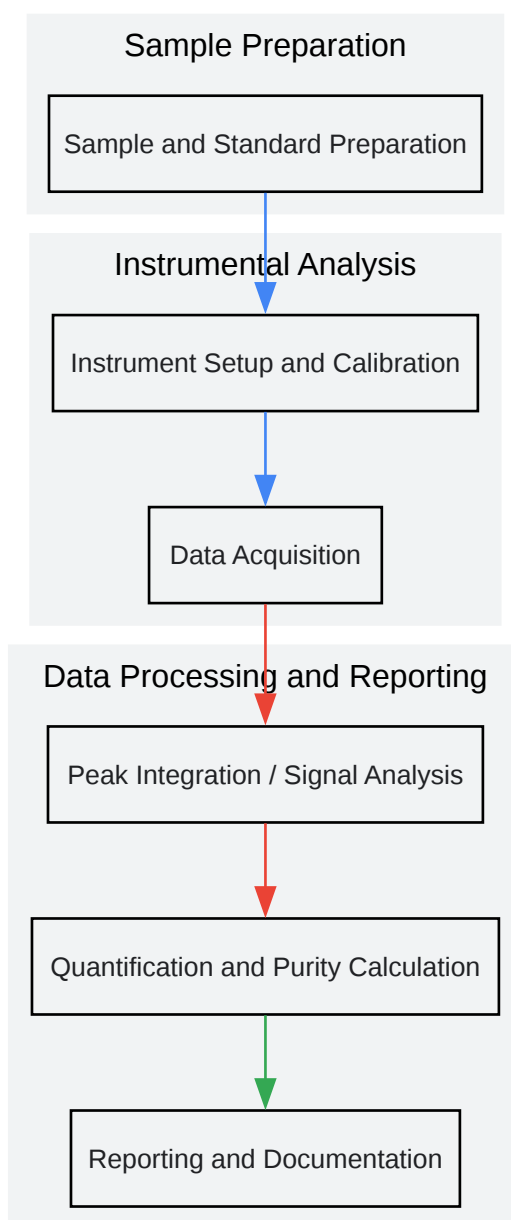 Sample Preparation
Sample and Standard Preparation
Instrumental Analysis
Instrument Setup and Calibration
Data Acquisition
Data Processing and Reporting
Peak Integration / Signal Analysis
Quantification and Purity Calculation
Reporting and Documentation